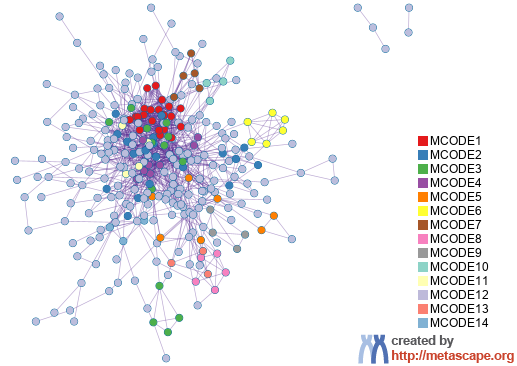 MCODE1
MCODE2
MCODE3
MCODE4
MCODE5
MCODE6
MCODE7
MCODE8
MCODE9
MCODE10
MCODE11
MCODE12
MCODE13
MCODE14
created by
http://metascape.org